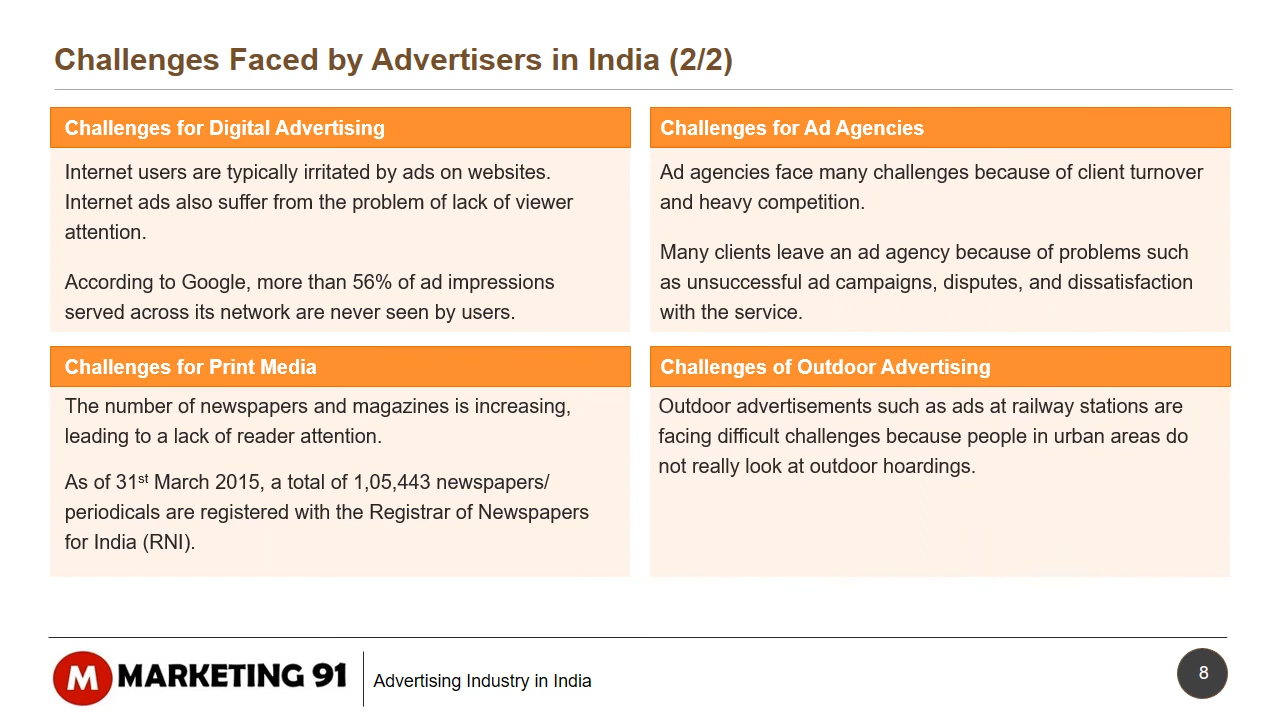 Challenges Faced by Advertisers in India (2/2)
Challenges for Digital Advertising
Internet users are typically irritated by ads on websites.
Internet ads also suffer from the problem of lack of viewer
attention.
According to Google, more than 56% of ad impressions
served across its network are never seen by users.
Challenges for Ad Agencies
Ad agencies face many challenges because of client turnover
and heavy competition.
Many clients leave an ad agency because of problems such
as unsuccessful ad campaigns, disputes, and dissatisfaction
with the service.
Challenges for Print Media
The number of newspapers and magazines is increasing,
leading to a lack of reader attention.
As of 31st March 2015, a total of 1,05,443 newspapers/
periodicals are registered with the Registrar of Newspapers
for India (RNI).
Challenges of Outdoor Advertising
Outdoor advertisements such as ads at railway stations are
facing difficult challenges because people in urban areas do
not really look at outdoor hoardings.
M MARKETING 91
Advertising Industry in India
8